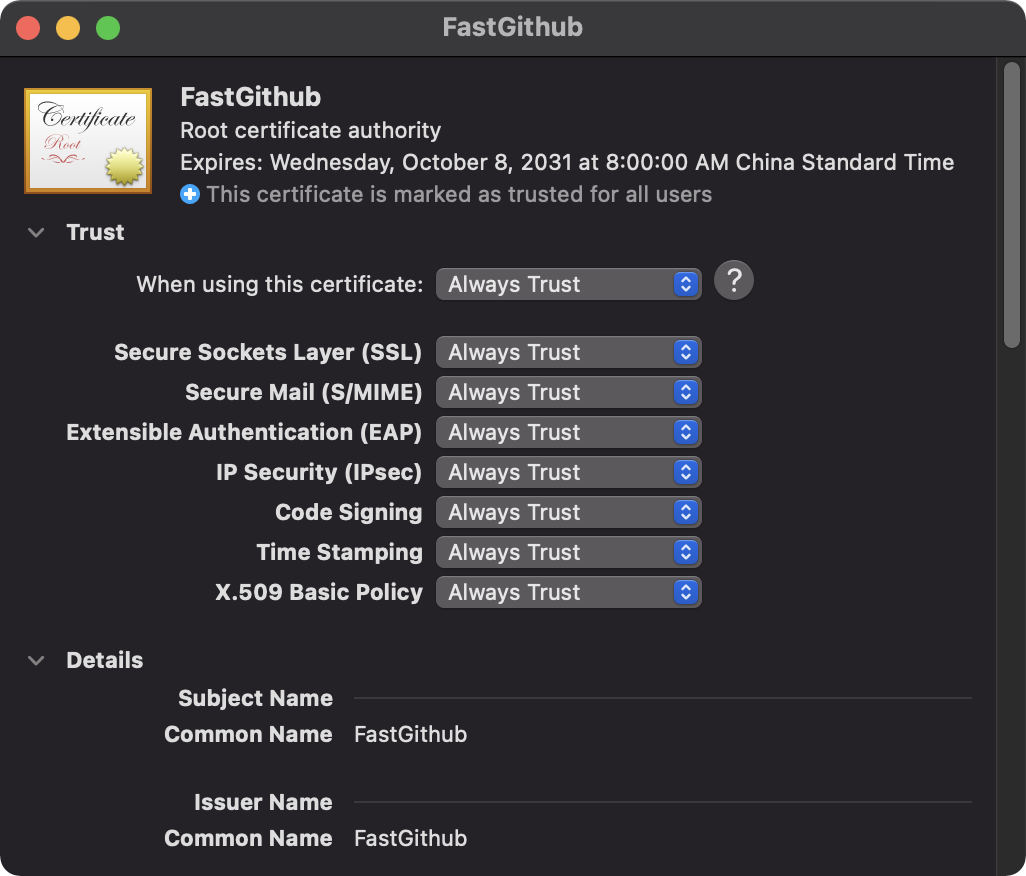 FastGithub
Certificate
Root
FastGithub
Root certificate authority
Expires: Wednesday, October 8, 2031 at 8:00:00 AM China Standard Time
This certificate is marked as trusted for all users
Trust
When using this certificate: Always Trust ?
Secure Sockets Layer (SSL) Always Trust
Secure Mail (S/MIME) Always Trust
Extensible Authentication (EAP) Always Trust
IP Security (IPsec) Always Trust
Code Signing Always Trust
Time Stamping Always Trust
X.509 Basic Policy Always Trust
Details
Subject Name
Common Name FastGithub
Issuer Name
Common Name FastGithub